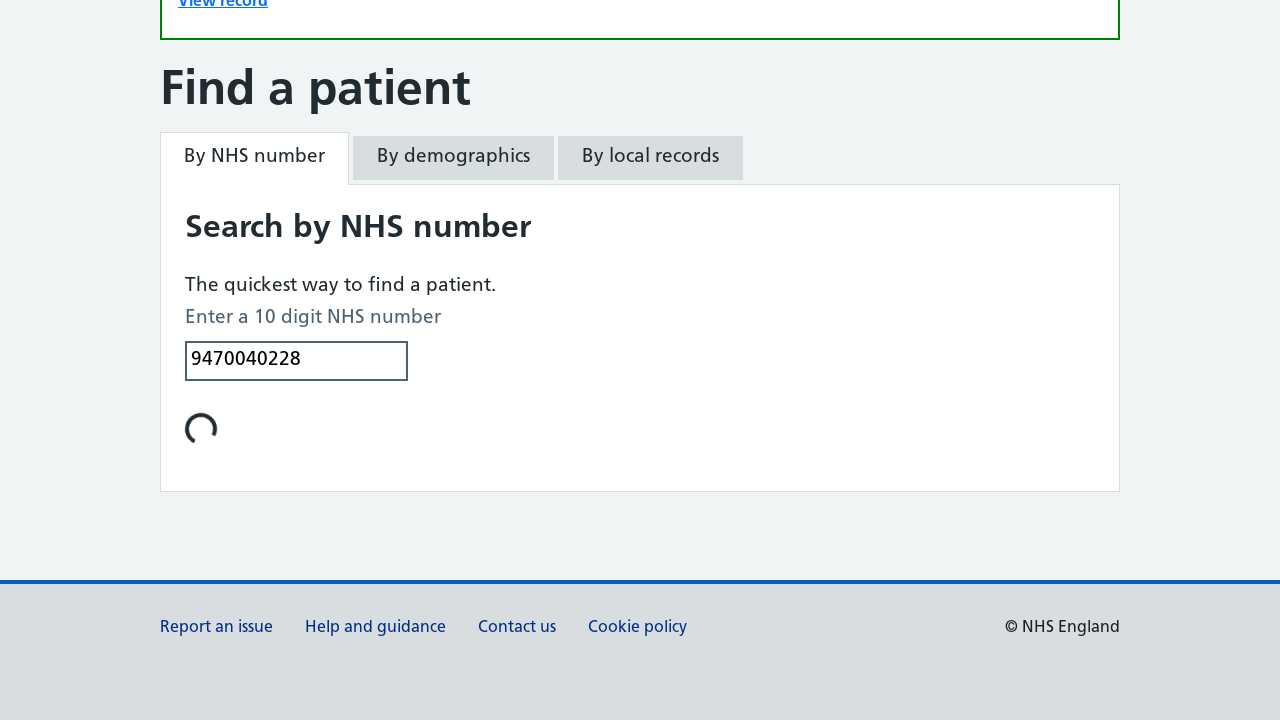 View record
Find a patient
By NHS number
By demographics
By local records
Search by NHS number
The quickest way to find a patient.
Enter a 10 digit NHS number
9470040228
Report an issue
Help and guidance
Contact us
Cookie policy
© NHS England